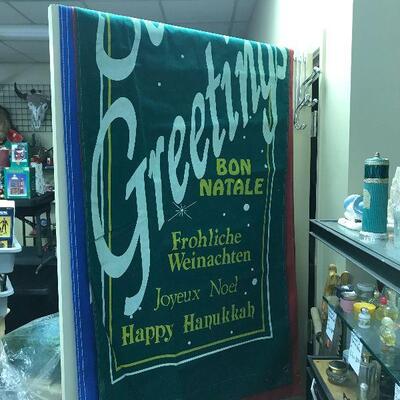 Greetings
BON
NATALE
Frohliche
Weinachten
Joyeux Noel
Happy Hanukkah